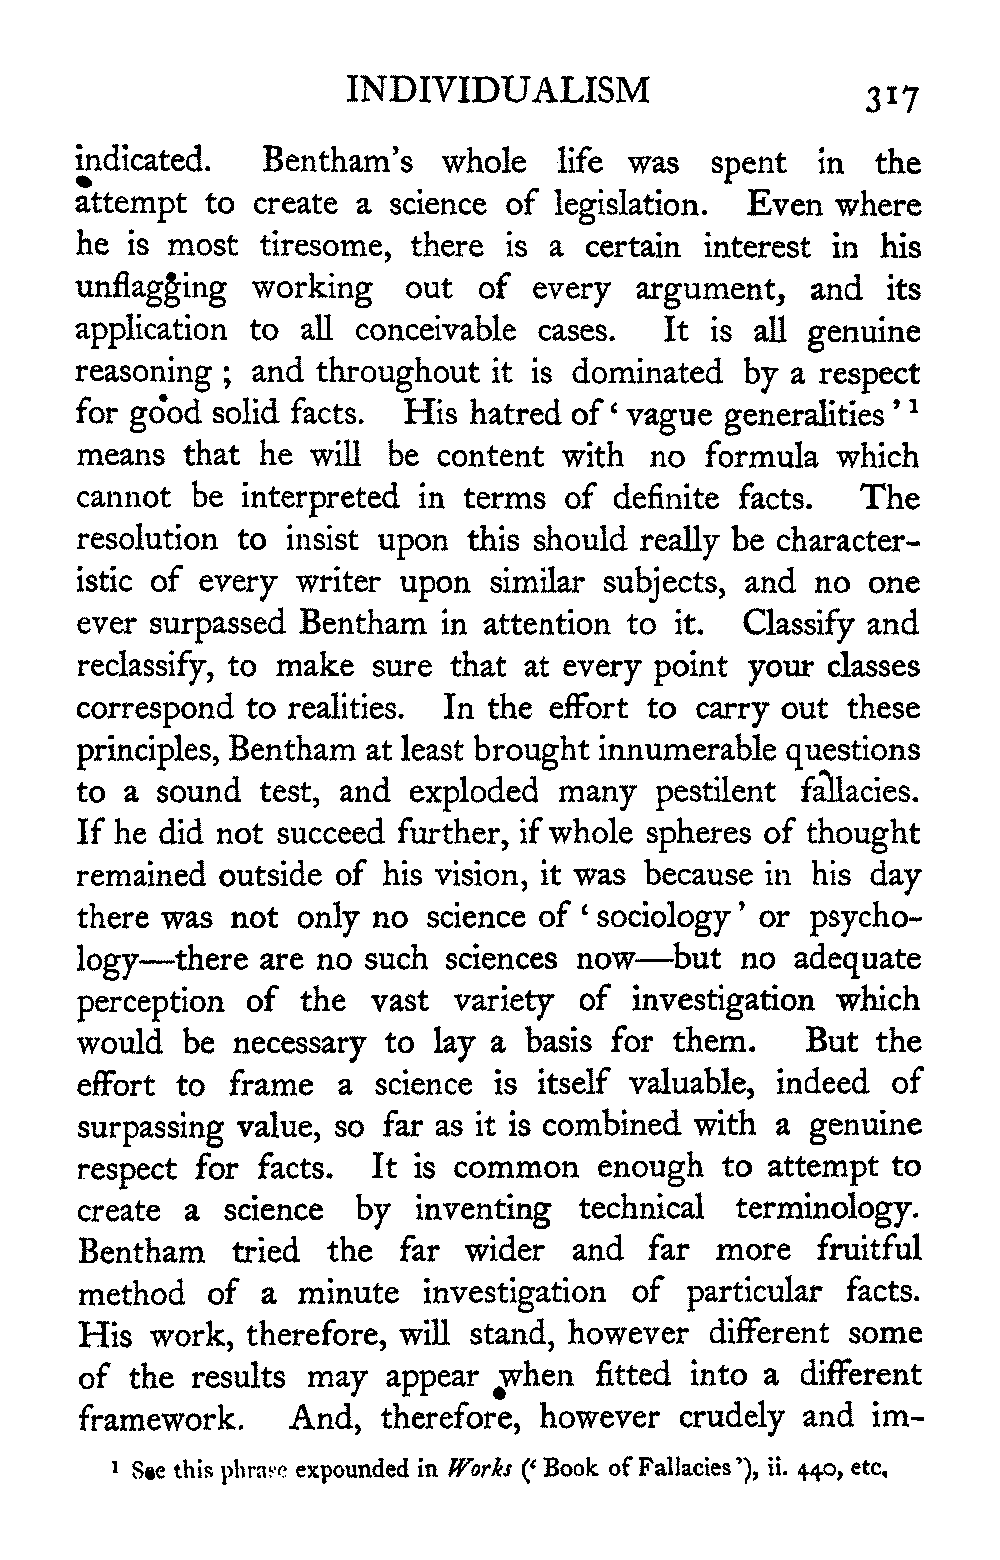 INDIVIDUALISM 317
indicated. Bentham's whole life was spent in the
attempt to create a science of legislation. Even where
he is most tiresome, there is a certain interest in his
unflagging working out of every argument, and its
application to all conceivable cases. It is all genuine
reasoning ; and throughout it is dominated by a respect
for good solid facts. His hatred of ‘ vague generalities ’ ¹
means that he will be content with no formula which
cannot be interpreted in terms of definite facts. The
resolution to insist upon this should really be character-
istic of every writer upon similar subjects, and no one
ever surpassed Bentham in attention to it. Classify and
reclassify, to make sure that at every point your classes
correspond to realities. In the effort to carry out these
principles, Bentham at least brought innumerable questions
to a sound test, and exploded many pestilent fallacies.
If he did not succeed further, if whole spheres of thought
remained outside of his vision, it was because in his day
there was not only no science of ‘ sociology ’ or psycho-
logy—there are no such sciences now—but no adequate
perception of the vast variety of investigation which
would be necessary to lay a basis for them. But the
effort to frame a science is itself valuable, indeed of
surpassing value, so far as it is combined with a genuine
respect for facts. It is common enough to attempt to
create a science by inventing technical terminology.
Bentham tried the far wider and far more fruitful
method of a minute investigation of particular facts.
His work, therefore, will stand, however different some
of the results may appear when fitted into a different
framework. And, therefore, however crudely and im-
¹ See this phrase expounded in Works (‘ Book of Fallacies ’), ii. 440, etc.